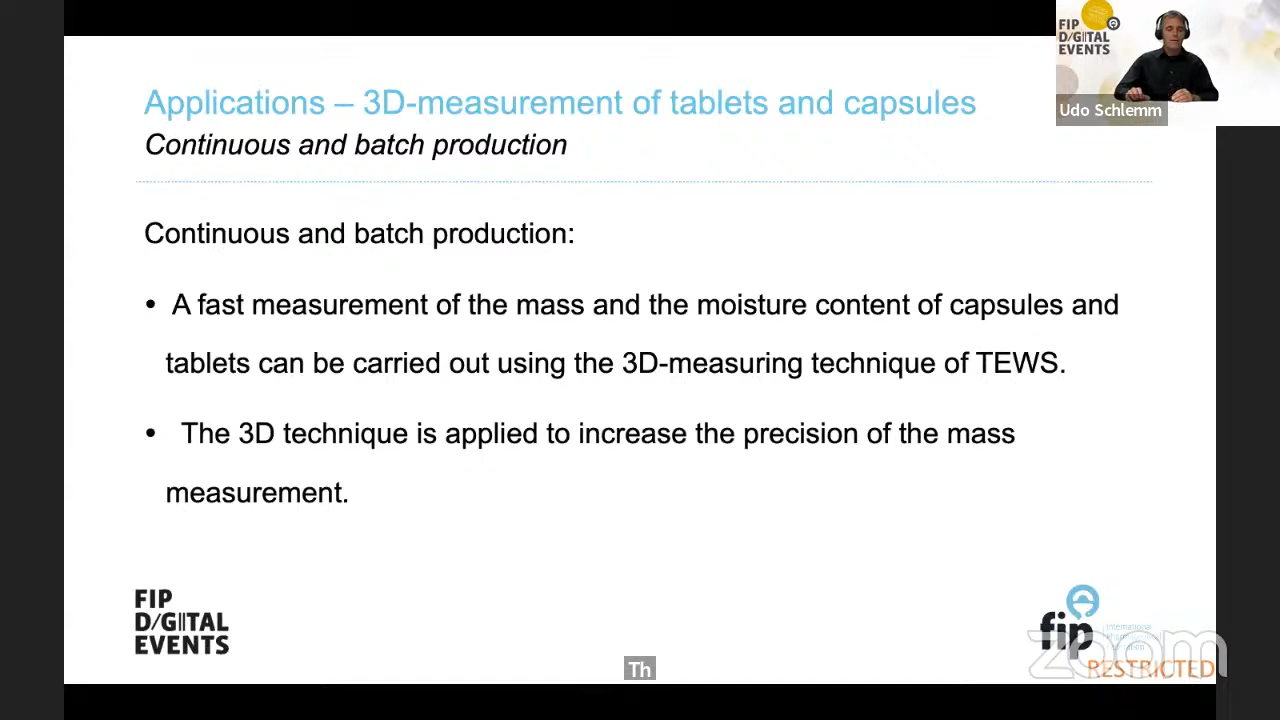 Applications – 3D-measurement of tablets and capsules
Continuous and batch production
FIP
D/G/TAL
EVENTS
Udo Schlemm
Continuous and batch production:
• A fast measurement of the mass and the moisture content of capsules and
tablets can be carried out using the 3D-measuring technique of TEWS.
• The 3D technique is applied to increase the precision of the mass
measurement.
FIP
D/G/TAL
EVENTS
fip
International
zoom
RESTRICTED
Th